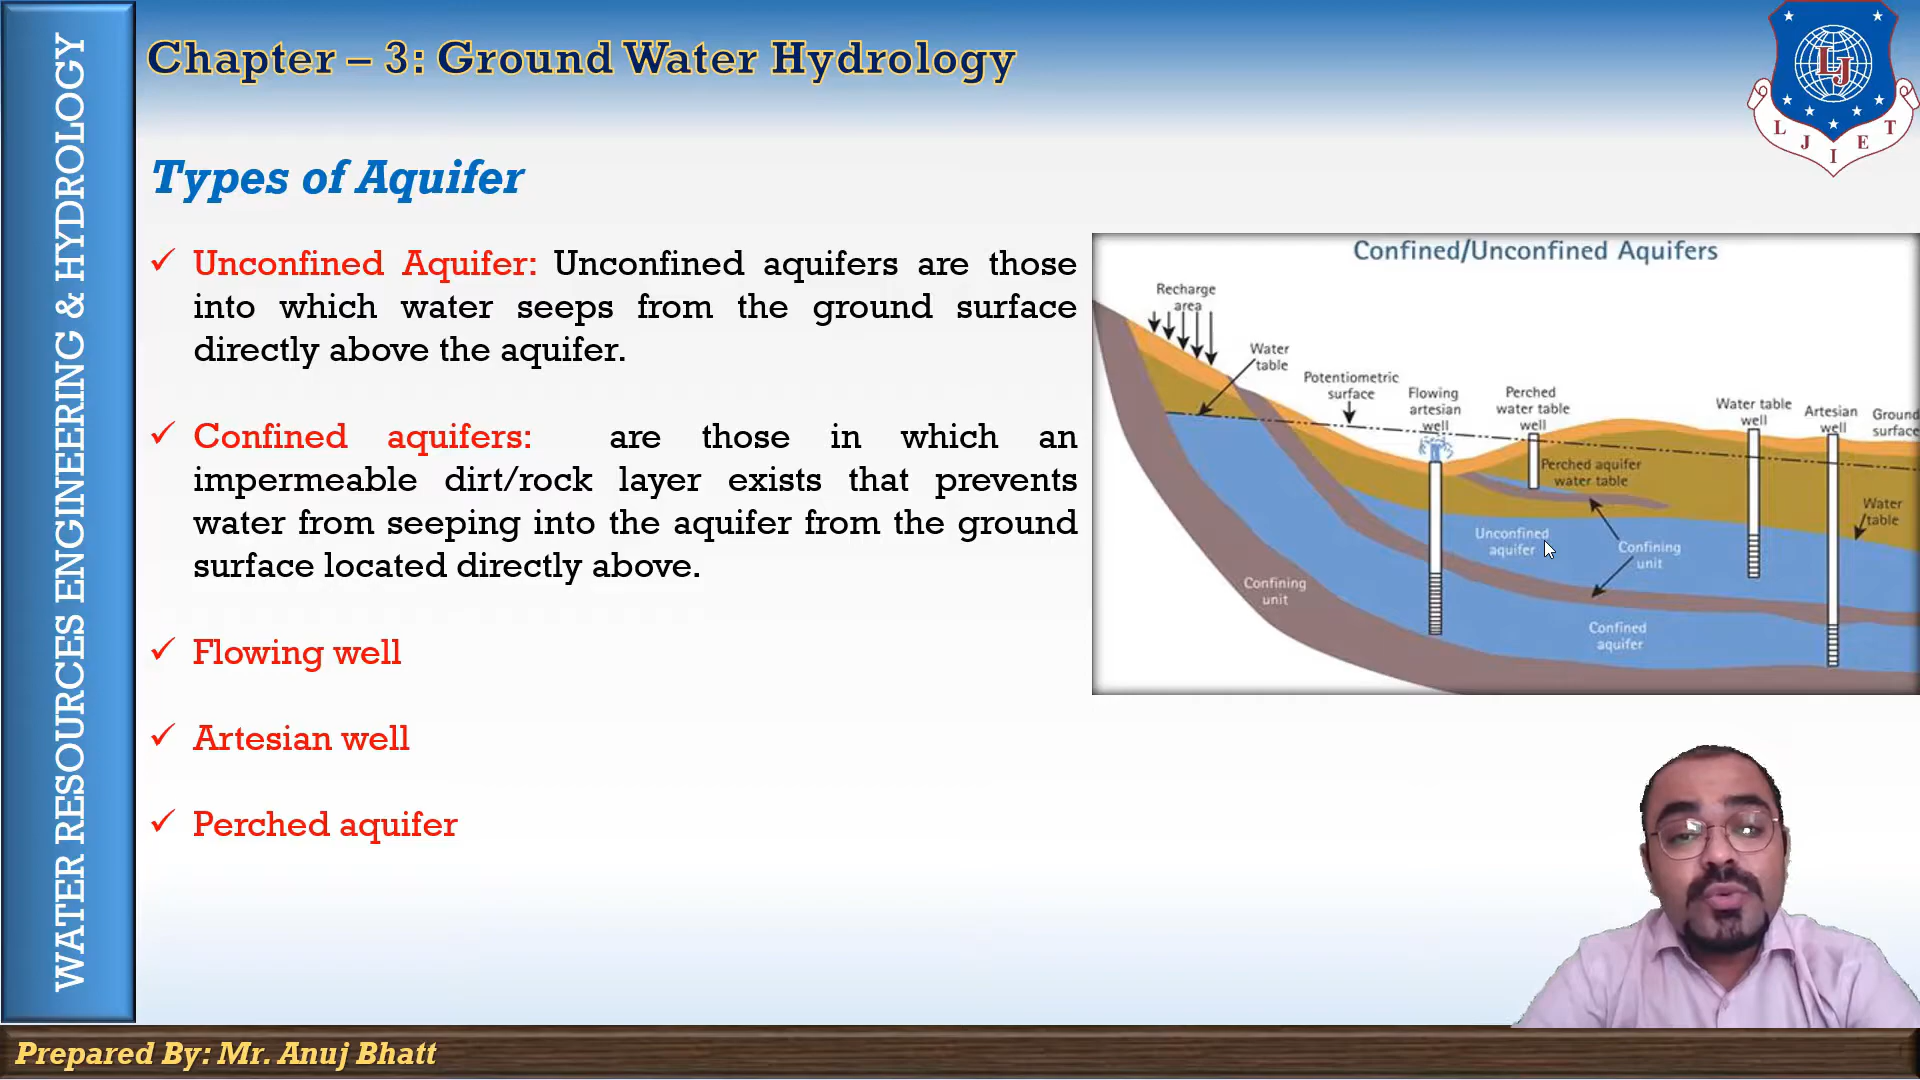 WATER RESOURCES ENGINEERING & HYDROLOGY
Chapter – 3: Ground Water Hydrology
L J I E T
LJ
Types of Aquifer
✓ Unconfined Aquifer: Unconfined aquifers are those
into which water seeps from the ground surface
directly above the aquifer.
✓ Confined aquifers: are those in which an
impermeable dirt/rock layer exists that prevents
water from seeping into the aquifer from the ground
surface located directly above.
✓ Flowing well
✓ Artesian well
✓ Perched aquifer
Confined/Unconfined Aquifers
Recharge
area
Water
table
Potentiometric
surface
Flowing
artesian
well
Perched
water table
well
Water table
well
Artesian
well
Ground
surface
Perched aquifer
water table
Water
table
Unconfined
aquifer
Confining
unit
Confining
unit
Confined
aquifer
Prepared By: Mr. Anuj Bhatt